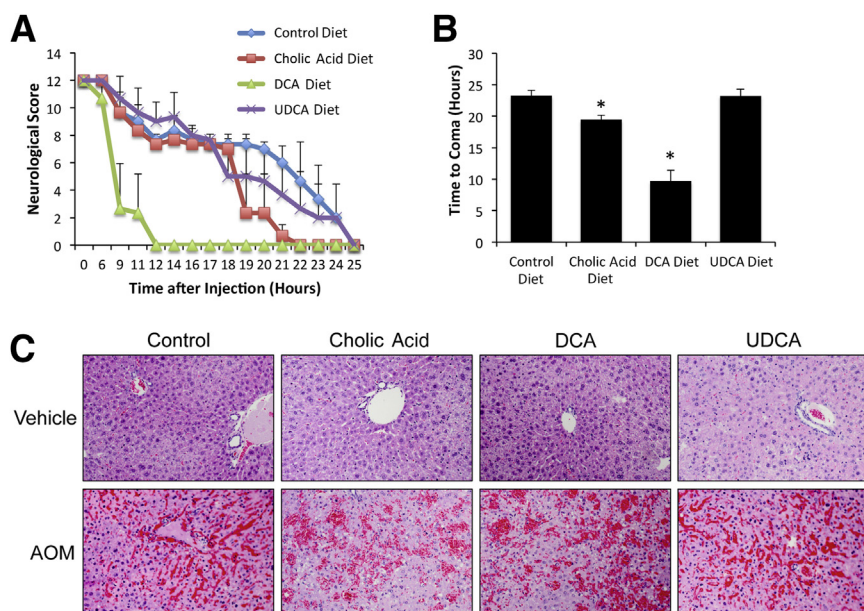 A
Control Diet
Cholic Acid Diet
DCA Diet
UDCA Diet
Neurological Score
14
12
10
8
6
4
2
0
0 6 9 11 12 14 16 17 18 19 20 21 22 23 24 25
Time after Injection (Hours)
B
Time to Coma (Hours)
30
25
20
15
10
5
0
*
*
Control Diet
Cholic Acid Diet
DCA Diet
UDCA Diet
C
Control
Cholic Acid
DCA
UDCA
Vehicle
AOM